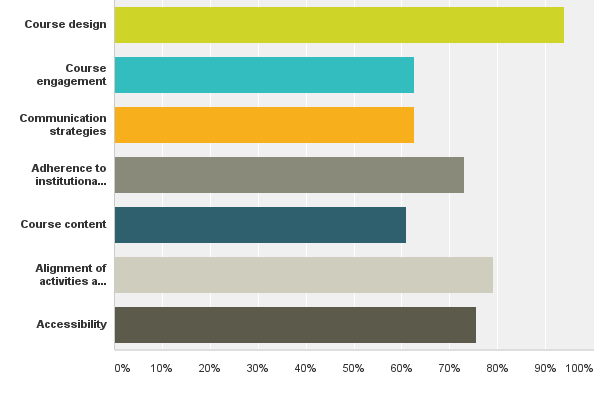 Course design
Course
engagement
Communication
strategies
Adherence to
institutiona...
Course content
Alignment of
activities a...
Accessibility
0% 10% 20% 30% 40% 50% 60% 70% 80% 90% 100%